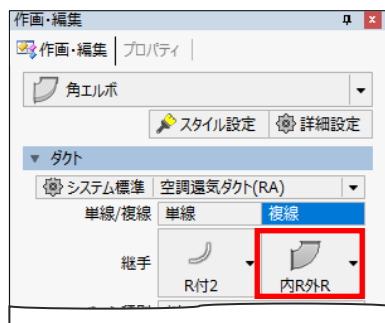 作画・編集
作画・編集 プロパティ
角エルボ
スタイル設定 詳細設定
ダクト
システム標準 空調還気ダクト(RA)
単線/複線 単線 複線
継手
R付2 内R外R